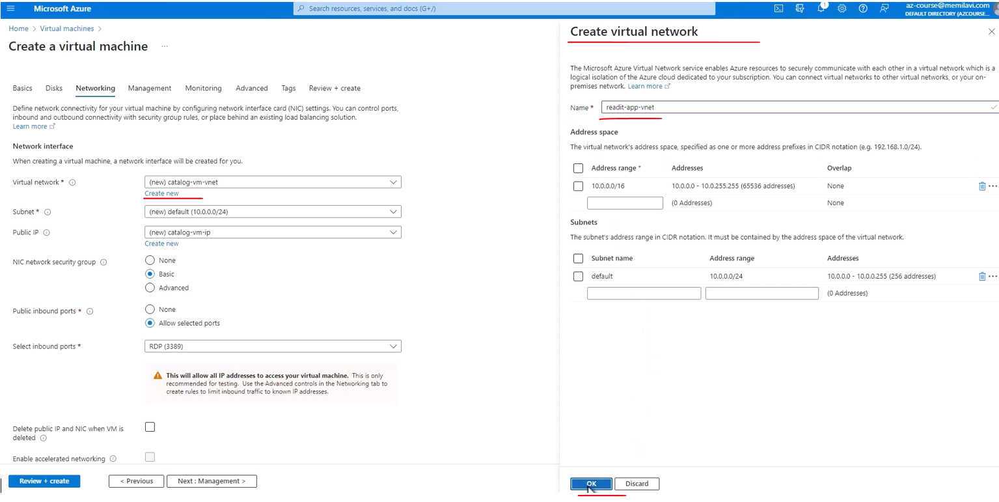 Microsoft Azure
Search resources, services, and docs (G+/)
1
az-course@memilavi.com
DEFAULT DIRECTORY (AZCOURSE...
Home > Virtual machines >
Create a virtual machine ...
Basics Disks Networking Management Monitoring Advanced Tags Review + create
Define network connectivity for your virtual machine by configuring network interface card (NIC) settings. You can control ports,
inbound and outbound connectivity with security group rules, or place behind an existing load balancing solution.
Learn more
Network interface
When creating a virtual machine, a network interface will be created for you.
Virtual network * (new) catalog-vm-vnet
Create new
Subnet * (new) default (10.0.0.0/24)
Public IP (new) catalog-vm-ip
Create new
NIC network security group
None
Basic
Advanced
Public inbound ports *
None
Allow selected ports
Select inbound ports * RDP (3389)
This will allow all IP addresses to access your virtual machine. This is only
recommended for testing. Use the Advanced controls in the Networking tab to
create rules to limit inbound traffic to known IP addresses.
Delete public IP and NIC when VM is
deleted
Enable accelerated networking
Review + create < Previous Next : Management >
Create virtual network
The Microsoft Azure Virtual Network service enables Azure resources to securely communicate with each other in a virtual network which is a
logical isolation of the Azure cloud dedicated to your subscription. You can connect virtual networks to other virtual networks, or your on-
premises network. Learn more
Name * readit-app-vnet
Address space
The virtual network's address space, specified as one or more address prefixes in CIDR notation (e.g. 192.168.1.0/24).
Address range * Addresses Overlap
10.0.0.0/16 10.0.0.0 - 10.0.255.255 (65536 addresses) None
(0 Addresses) None
Subnets
The subnet's address range in CIDR notation. It must be contained by the address space of the virtual network.
Subnet name Address range Addresses
default 10.0.0.0/24 10.0.0.0 - 10.0.0.255 (256 addresses)
(0 Addresses)
OK Discard